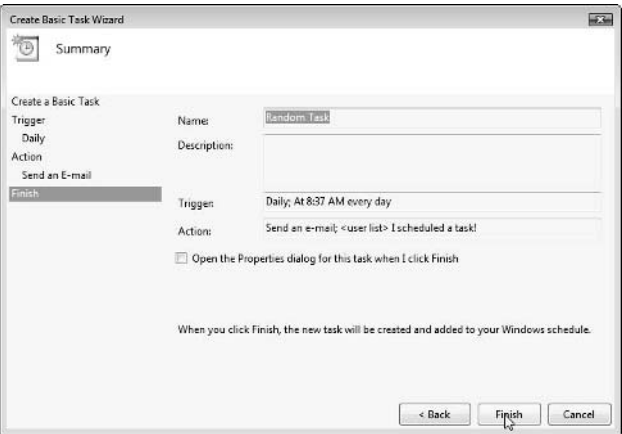 Create Basic Task Wizard
Summary
Create a Basic Task
Trigger
Daily
Action
Send an E-mail
Finish
Name: Random Task
Description:
Trigger: Daily; At 8:37 AM every day
Action: Send an e-mail; <user list> I scheduled a task!
Open the Properties dialog for this task when I click Finish
When you click Finish, the new task will be created and added to your Windows schedule.
< Back Finish Cancel